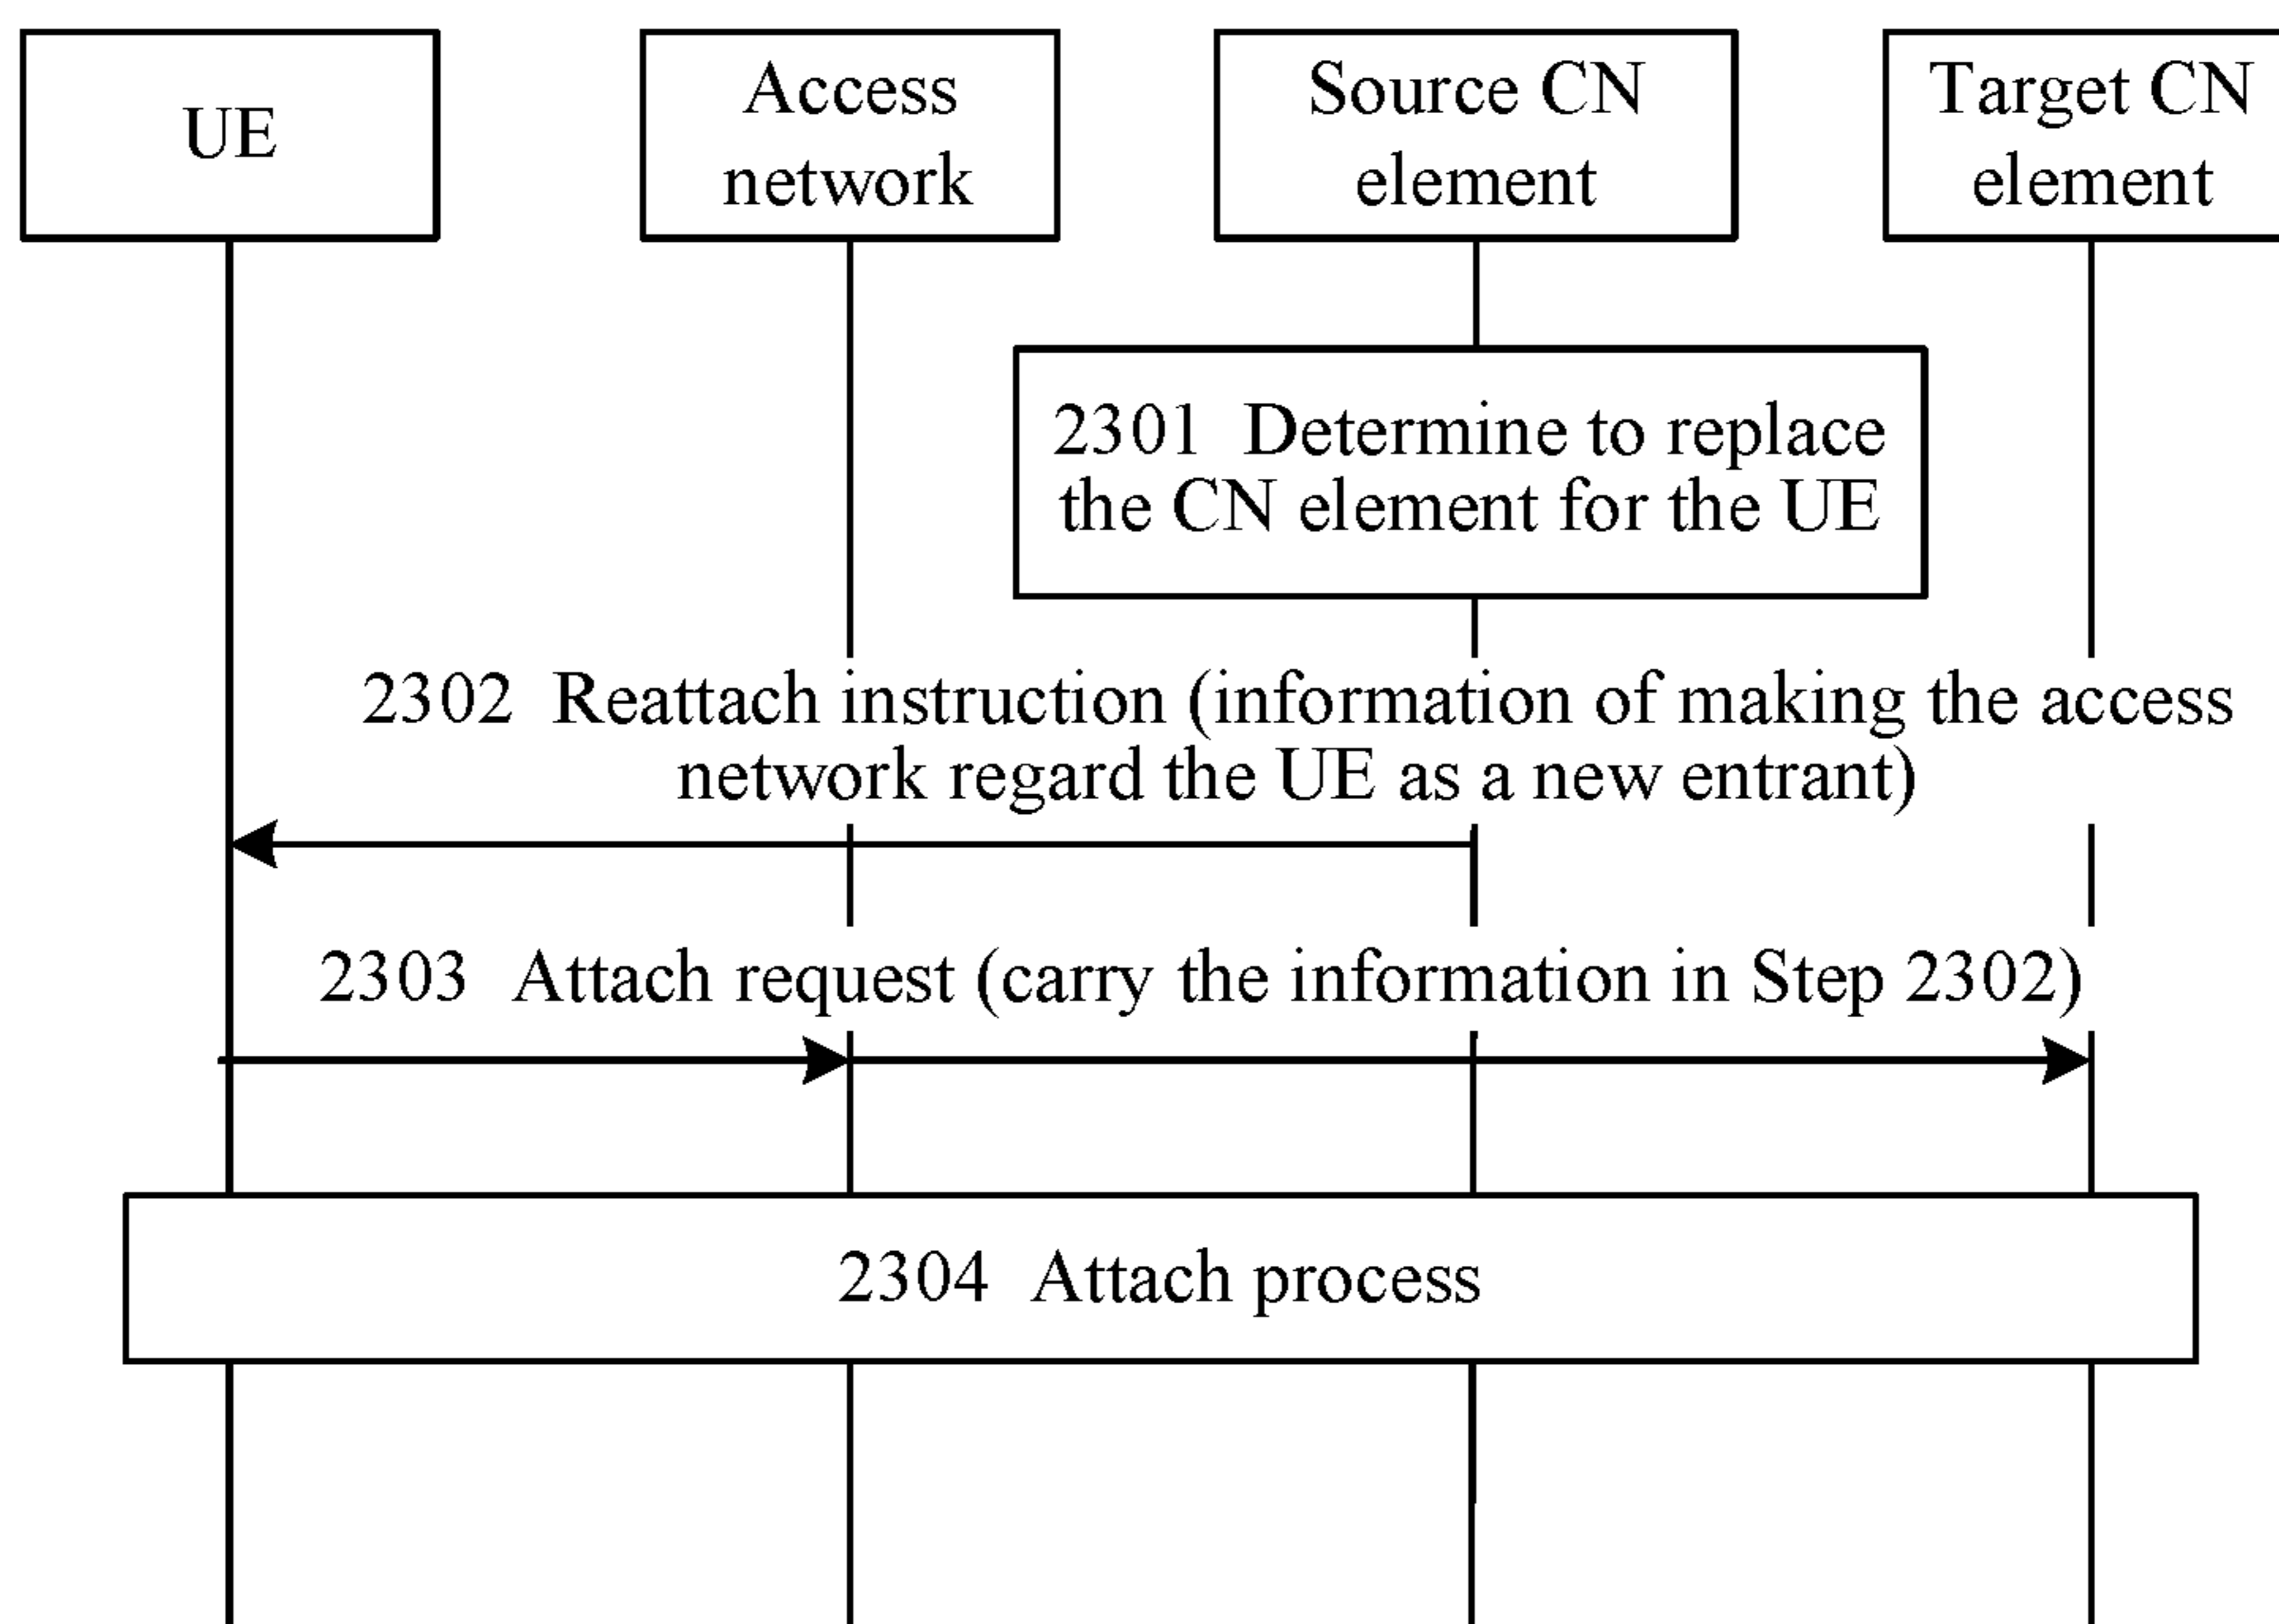 UE
Access
network
Source CN
element
Target CN
element
2301 Determine to replace
the CN element for the UE
2302 Reattach instruction (information of making the access
network regard the UE as a new entrant)
2303 Attach request (carry the information in Step 2302)
2304 Attach process